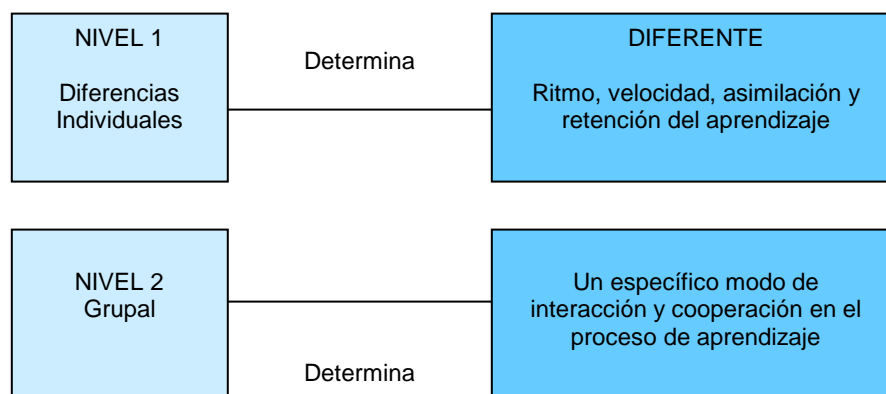 NIVEL 1
Diferencias
Individuales
Determina
DIFERENTE
Ritmo, velocidad, asimilación y
retención del aprendizaje
NIVEL 2
Grupal
Determina
Un específico modo de
interacción y cooperación en el
proceso de aprendizaje